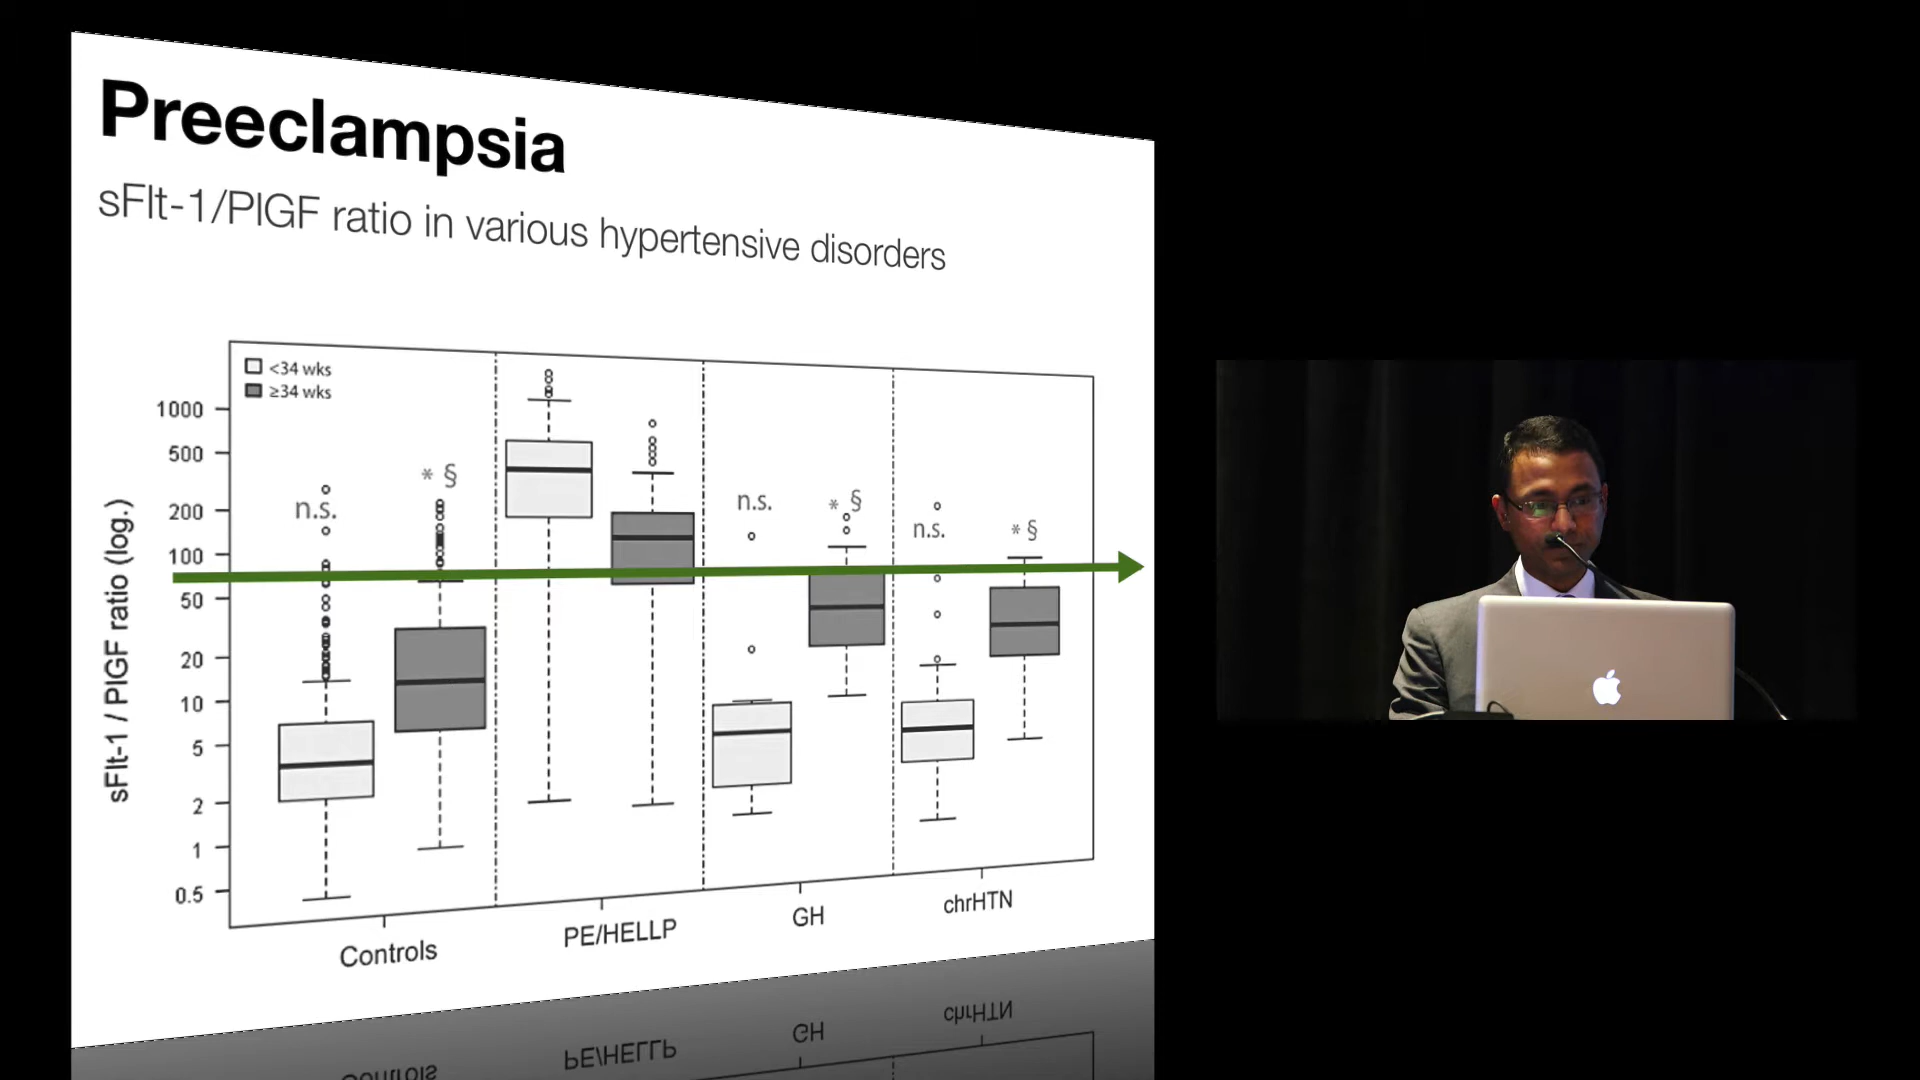 Preeclampsia
sFlt-1/PlGF ratio in various hypertensive disorders
<34 wks
≥34 wks
sFlt-1 / PlGF ratio (log.)
1000
500
200
100
50
20
10
5
2
1
0.5
n.s.
* §
n.s.
* §
n.s.
* §
Controls
PE/HELLP
GH
chrHTN